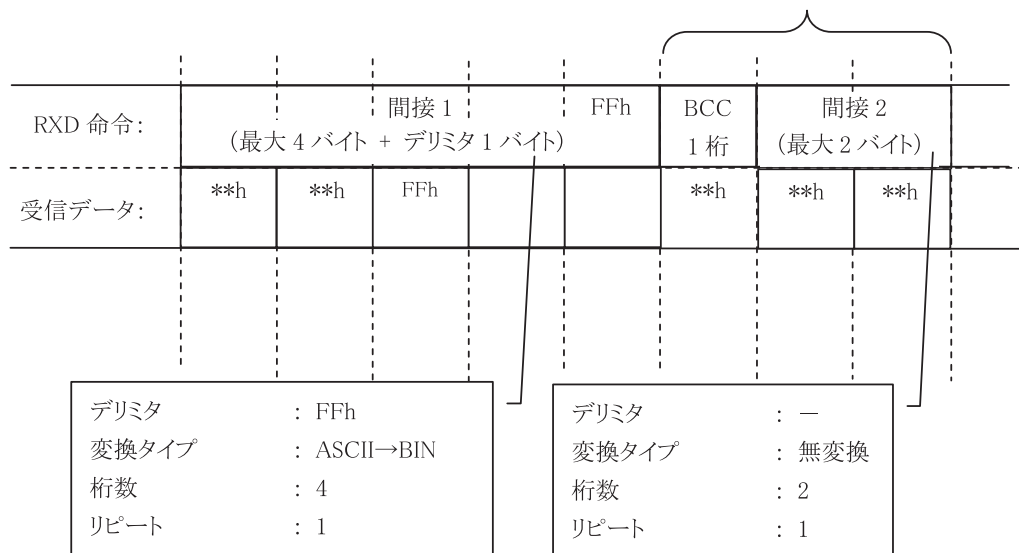 RXD 命令:
間接 1 FFh
(最大 4 バイト + デリミタ 1 バイト)
BCC
1 桁
間接 2
(最大 2 バイト)
受信データ:
**h **h FFh **h **h **h
デリミタ : FFh
変換タイプ : ASCII→BIN
桁数 : 4
リピート : 1
デリミタ : −
変換タイプ : 無変換
桁数 : 2
リピート : 1